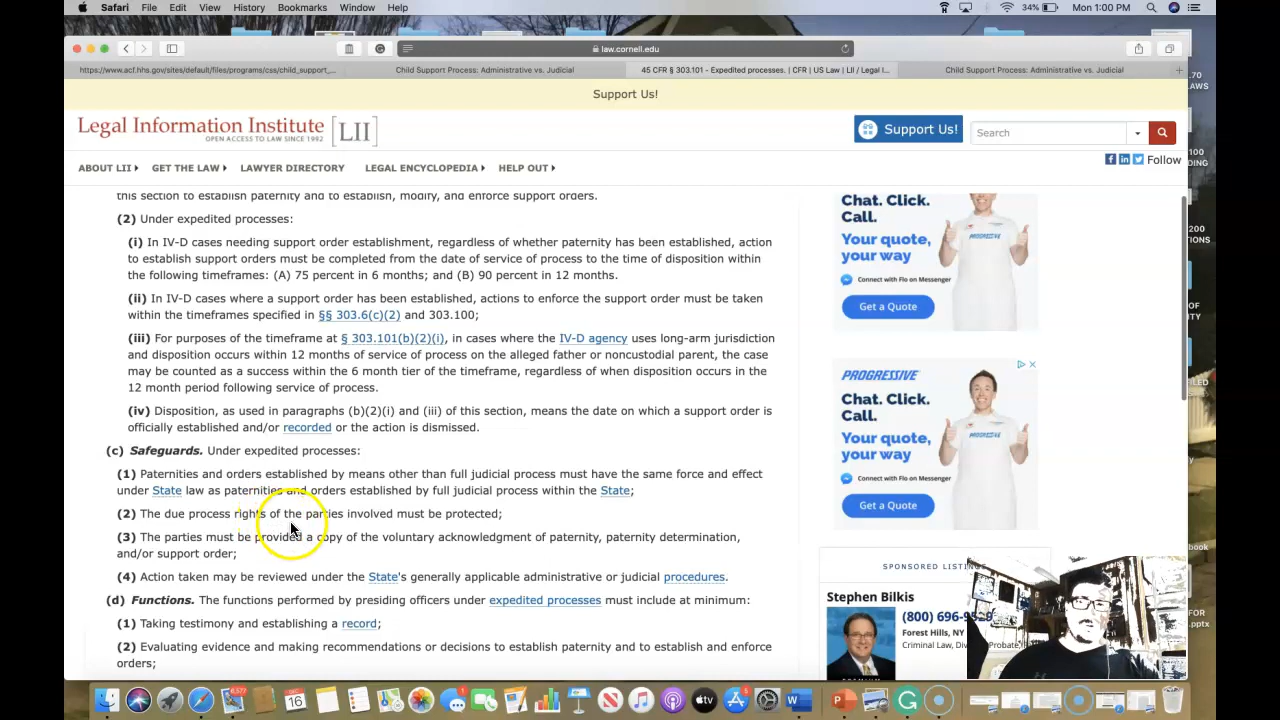 Safari File Edit View History Bookmarks Window Help 34% Mon 1:00 PM
law.cornell.edu
https://www.acf.hhs.gov/sites/default/files/programs/css/child_support_... Child Support Process: Administrative vs. Judicial 45 CFR § 303.101 - Expedited processes. | CFR | US Law | LII / Legal I... Child Support Process: Administrative vs. Judicial
Support Us!
Legal Information Institute [LII]
OPEN ACCESS TO LAW SINCE 1992
Support Us!
Search
ABOUT LII GET THE LAW LAWYER DIRECTORY LEGAL ENCYCLOPEDIA HELP OUT
Follow
this section to establish paternity and to establish, modify, and enforce support orders.
(2) Under expedited processes:
(i) In IV-D cases needing support order establishment, regardless of whether paternity has been established, action
to establish support orders must be completed from the date of service of process to the time of disposition within
the following timeframes: (A) 75 percent in 6 months; and (B) 90 percent in 12 months.
(ii) In IV-D cases where a support order has been established, actions to enforce the support order must be taken
within the timeframes specified in §§ 303.6(c)(2) and 303.100;
(iii) For purposes of the timeframe at § 303.101(b)(2)(i), in cases where the IV-D agency uses long-arm jurisdiction
and disposition occurs within 12 months of service of process on the alleged father or noncustodial parent, the case
may be counted as a success within the 6 month tier of the timeframe, regardless of when disposition occurs in the
12 month period following service of process.
(iv) Disposition, as used in paragraphs (b)(2)(i) and (iii) of this section, means the date on which a support order is
officially established and/or recorded or the action is dismissed.
(c) Safeguards. Under expedited processes:
(1) Paternities and orders established by means other than full judicial process must have the same force and effect
under State law as paternities and orders established by full judicial process within the State;
(2) The due process rights of the parties involved must be protected;
(3) The parties must be provided a copy of the voluntary acknowledgment of paternity, paternity determination,
and/or support order;
(4) Action taken may be reviewed under the State's generally applicable administrative or judicial procedures.
(d) Functions. The functions performed by presiding officers under expedited processes must include at minimum:
(1) Taking testimony and establishing a record;
(2) Evaluating evidence and making recommendations or decisions to establish paternity and to establish and enforce
orders;
Chat. Click.
Call.
Your quote,
your way
Connect with Flo on Messenger
Get a Quote
PROGRESSIVE
Chat. Click.
Call.
Your quote,
your way
Connect with Flo on Messenger
Get a Quote
SPONSORED LISTINGS
Stephen Bilkis
(800) 696-9529
Forest Hills, NY
Criminal Law,